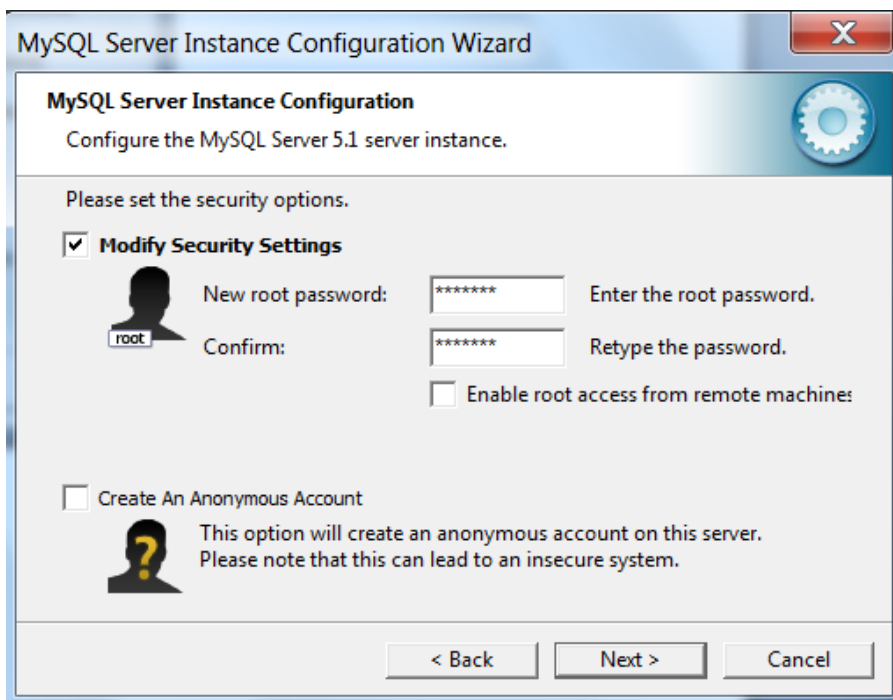 MySQL Server Instance Configuration Wizard
X
MySQL Server Instance Configuration
Configure the MySQL Server 5.1 server instance.
Please set the security options.
Modify Security Settings
New root password: ******* Enter the root password.
root
Confirm: ******* Retype the password.
Enable root access from remote machines
Create An Anonymous Account
This option will create an anonymous account on this server.
Please note that this can lead to an insecure system.
?
< Back Next > Cancel